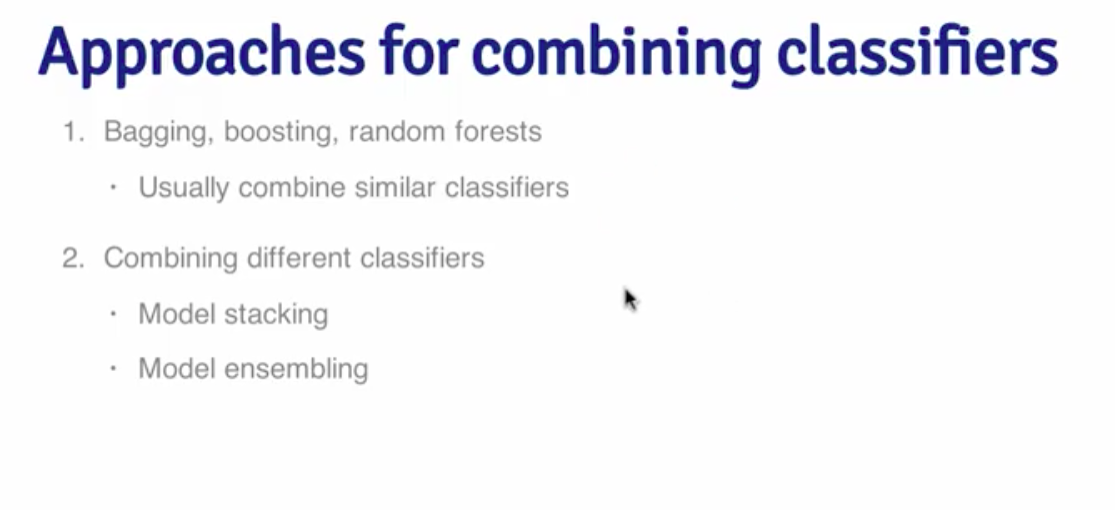 Approaches for combining classifiers
1. Bagging, boosting, random forests
· Usually combine similar classifiers
2. Combining different classifiers
· Model stacking
· Model ensembling